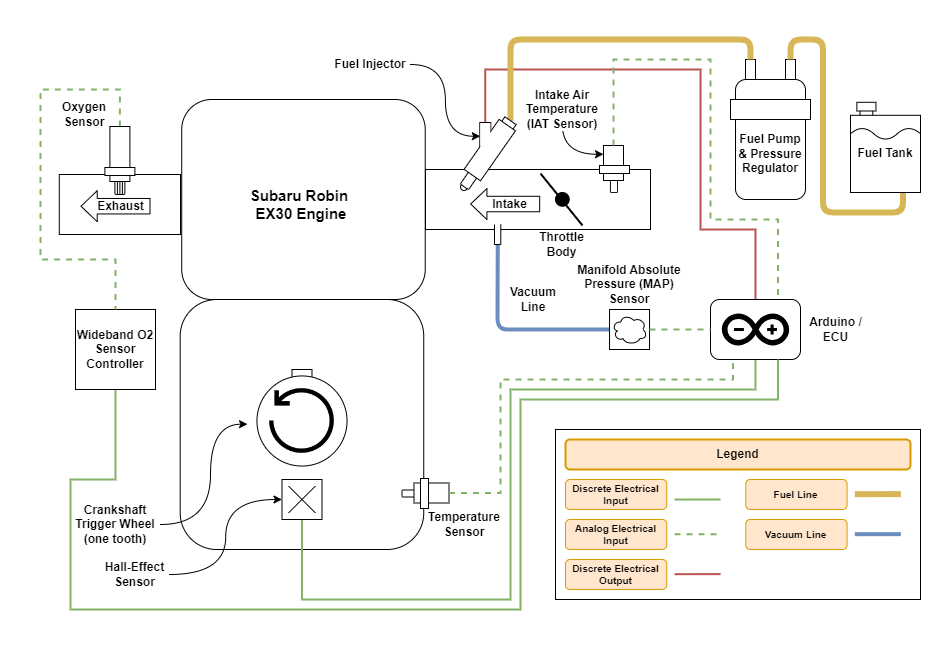 Fuel Injector
Oxygen
Sensor
Intake Air
Temperature
(IAT Sensor)
Fuel Pump
& Pressure
Regulator
Fuel Tank
Subaru Robin
EX30 Engine
Exhaust
Intake
Throttle
Body
Manifold Absolute
Pressure (MAP)
Sensor
Vacuum
Line
Arduino /
ECU
Wideband O2
Sensor
Controller
Crankshaft
Trigger Wheel
(one tooth)
Hall-Effect
Sensor
Temperature
Sensor
Legend
Discrete Electrical
Input
Fuel Line
Analog Electrical
Input
Vacuum Line
Discrete Electrical
Output